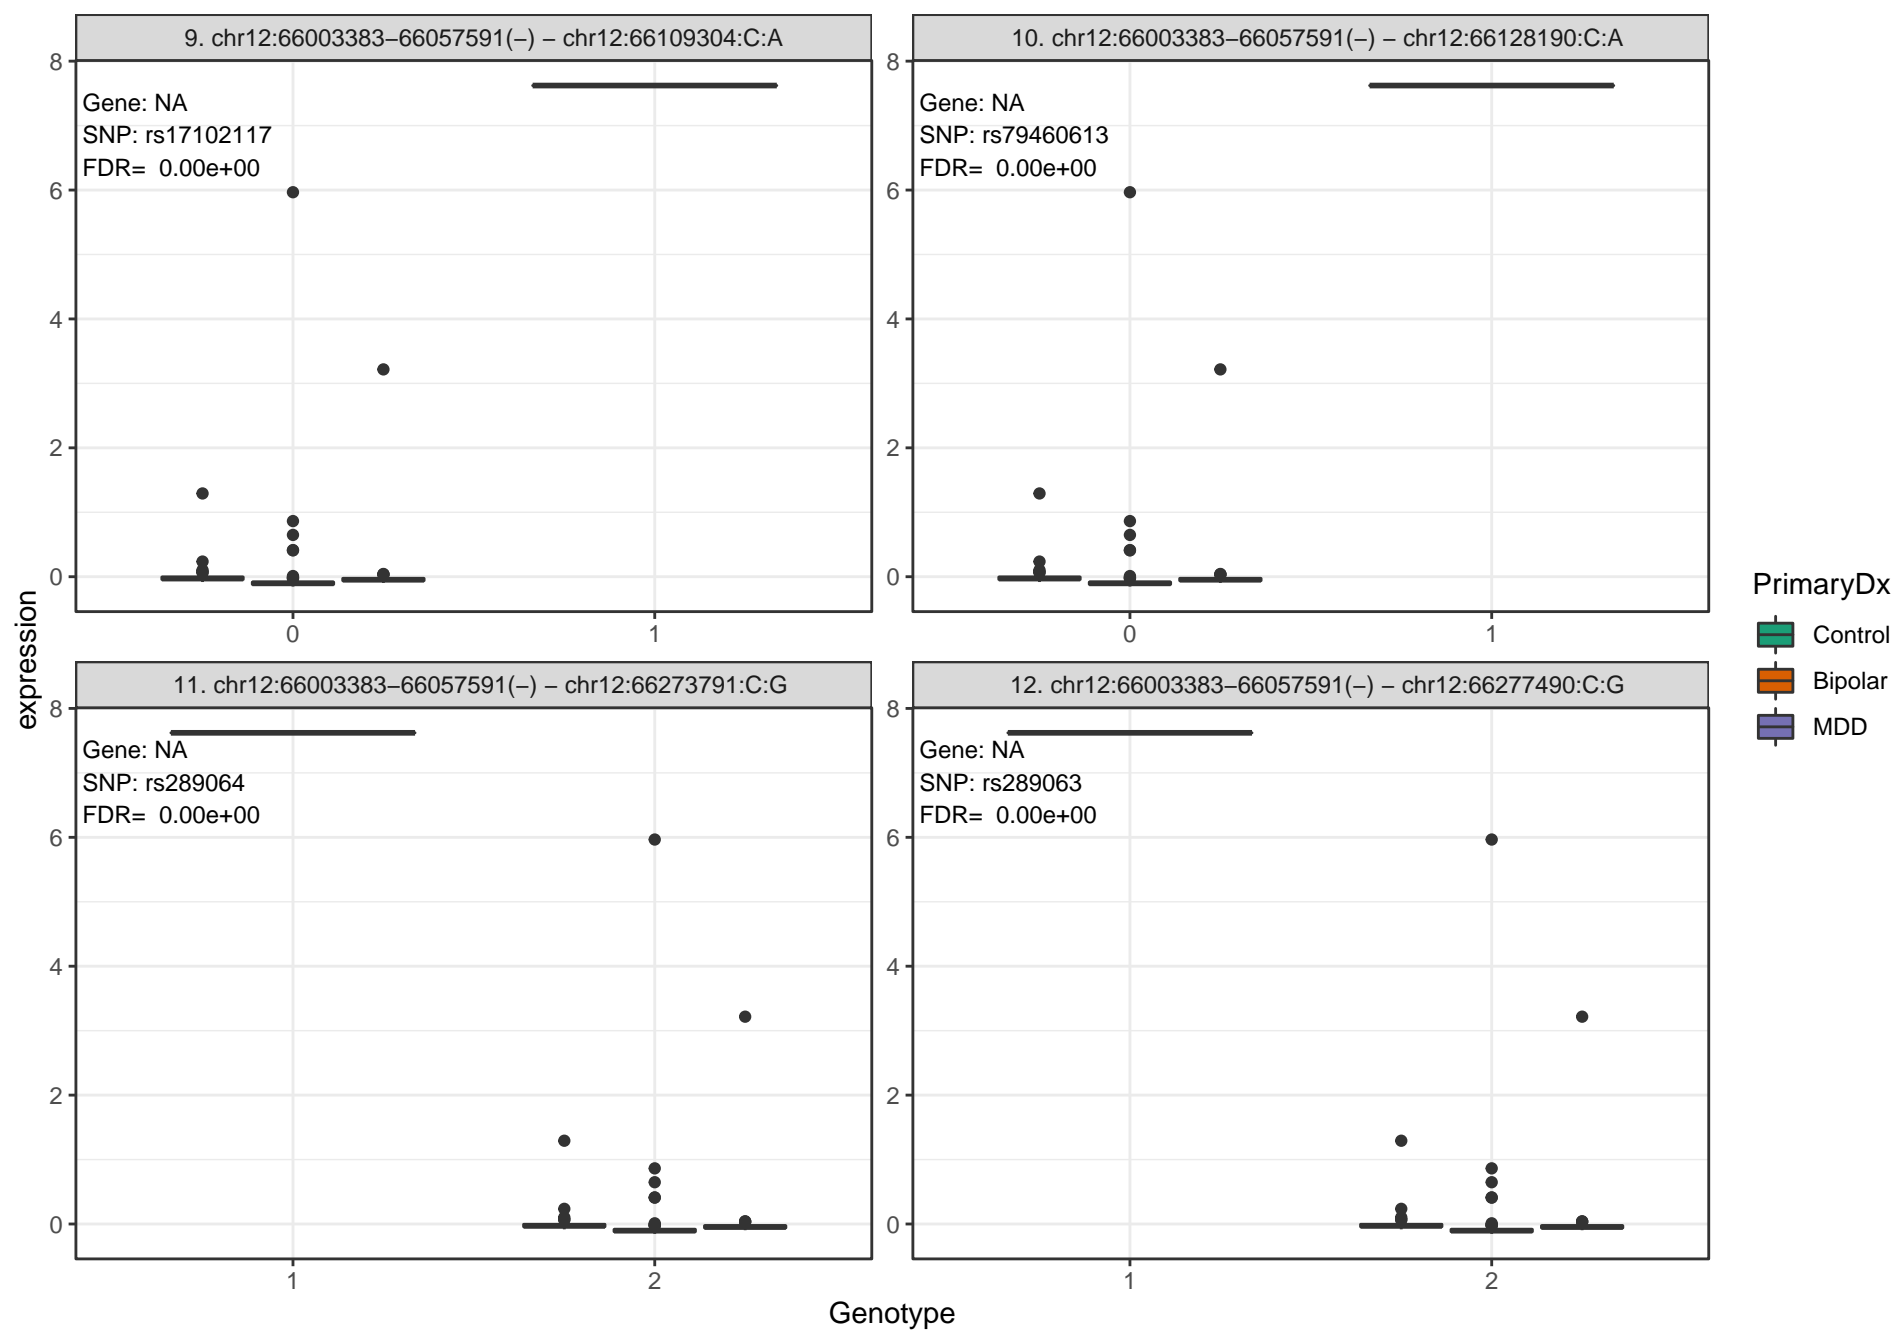 9. chr12:66003383−66057591(−) − chr12:66109304:C:A
10. chr12:66003383−66057591(−) − chr12:66128190:C:A
8
6
4
2
0
Gene: NA
SNP: rs17102117
FDR= 0.00e+00
0
1
8
6
4
2
0
Gene: NA
SNP: rs79460613
FDR= 0.00e+00
0
1
11. chr12:66003383−66057591(−) − chr12:66273791:C:G
12. chr12:66003383−66057591(−) − chr12:66277490:C:G
8
6
4
2
0
Gene: NA
SNP: rs289064
FDR= 0.00e+00
1
2
8
6
4
2
0
Gene: NA
SNP: rs289063
FDR= 0.00e+00
1
2
expression
Genotype
PrimaryDx
Control
Bipolar
MDD